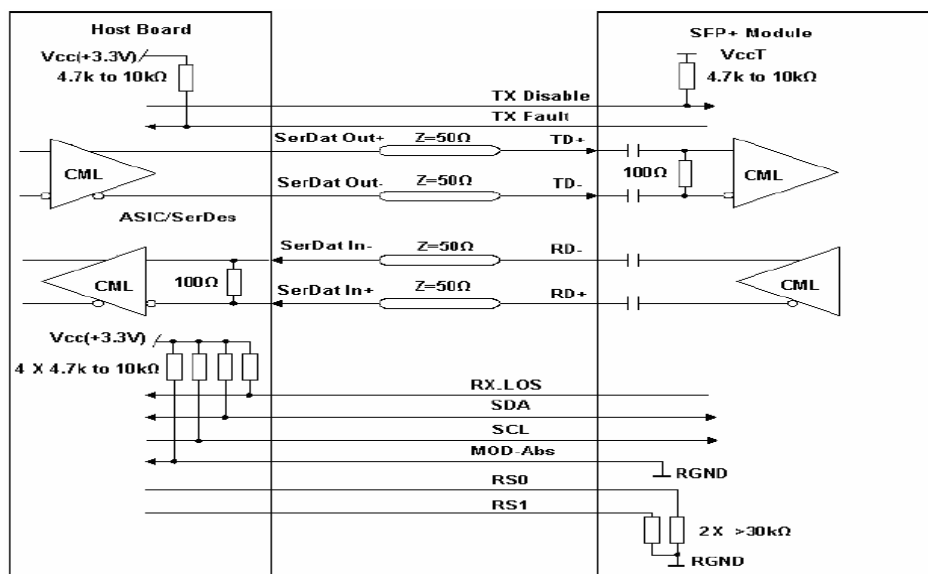 Host Board
SFP+ Module
Vcc(+3.3V)
4.7k to 10kΩ
VccT
4.7k to 10kΩ
TX Disable
TX Fault
SerDat Out+
Z=50Ω
TD+
CML
100Ω
CML
SerDat Out-
Z=50Ω
TD-
ASIC/SerDes
SerDat In-
Z=50Ω
RD-
100Ω
CML
CML
SerDat In+
Z=50Ω
RD+
Vcc(+3.3V)
4 X 4.7k to 10kΩ
RX-LOS
SDA
SCL
MOD-Abs
RGND
RS0
RS1
2 X >30kΩ
RGND